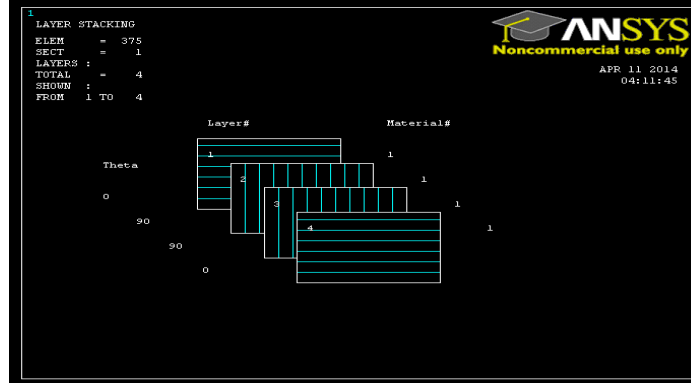 1
LAYER STACKING
ELEM = 375
SECT = 1
LAYERS :
TOTAL = 4
SHOWN :
FROM 1 TO 4
ANSYS
Noncommercial use only
APR 11 2014
04:11:45
Layer# Material#
1 1
Theta
2 1
0
3 1
90
4 1
90
0